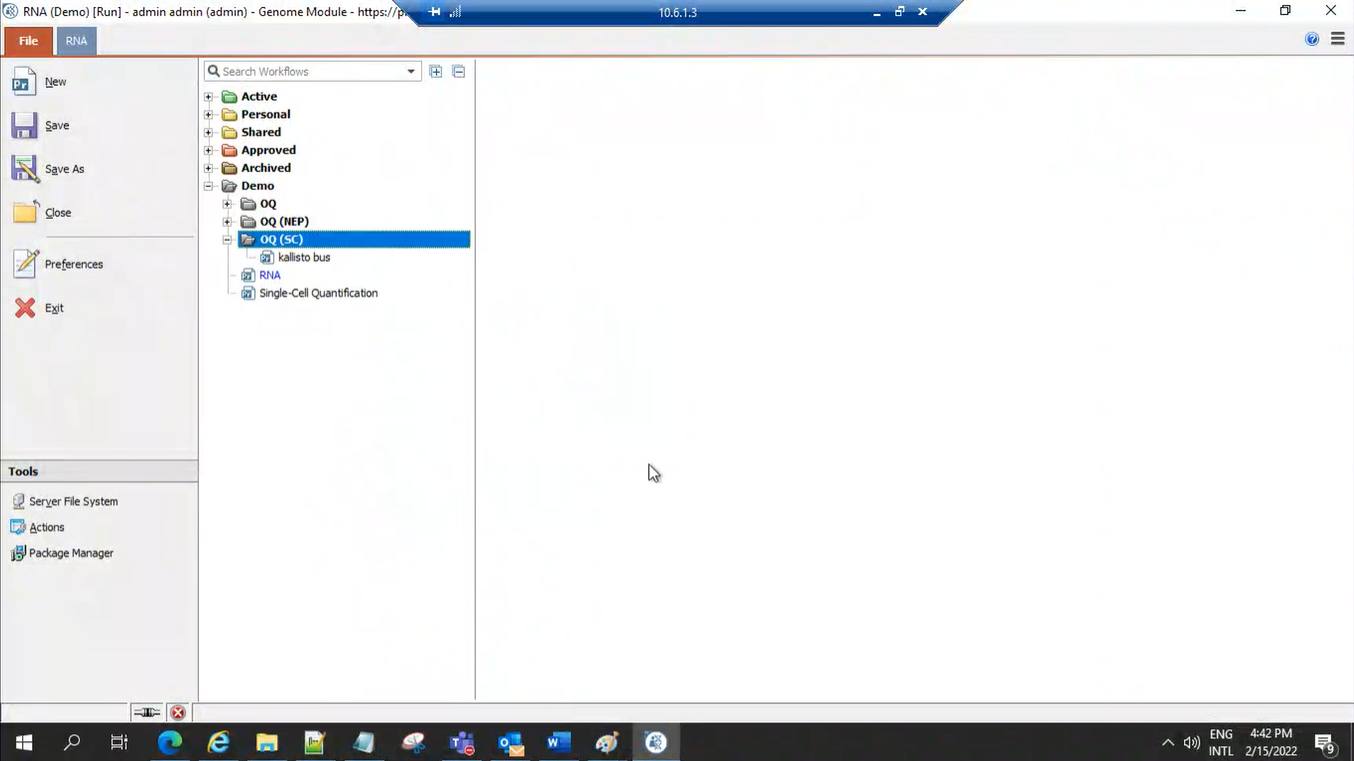 RNA (Demo) [Run] - admin admin (admin) - Genome Module - https://p
10.6.1.3
File
RNA
New
Save
Save As
Close
Preferences
Exit
Search Workflows
Active
Personal
Shared
Approved
Archived
Demo
OQ
OQ (NEP)
OQ (SC)
kallisto bus
RNA
Single-Cell Quantification
Tools
Server File System
Actions
Package Manager
ENG
INTL
4:42 PM
2/15/2022
9